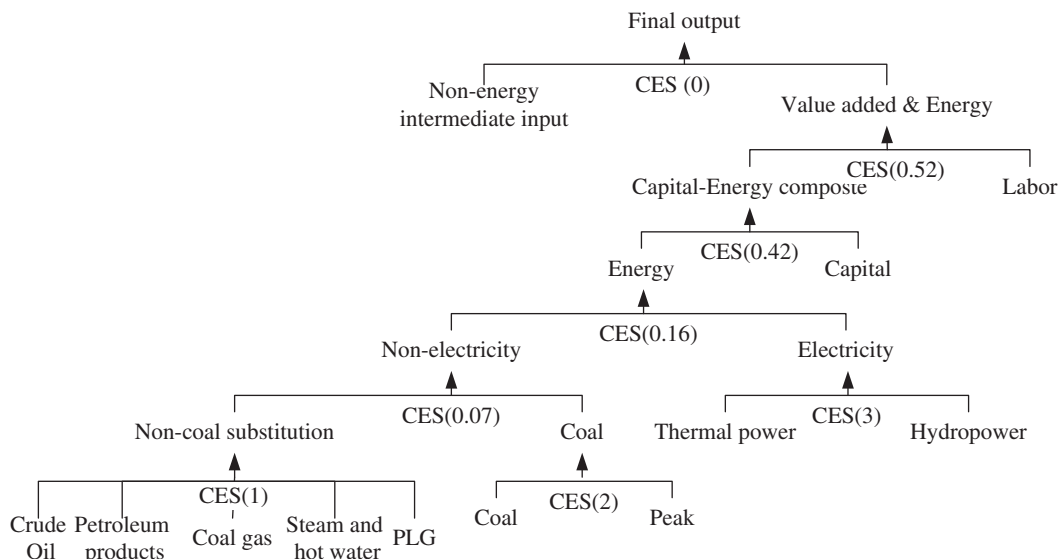 Final output
CES (0)
Non-energy
intermediate input
Value added & Energy
CES(0.52)
Capital-Energy composte
Labor
CES(0.42)
Energy
Capital
CES(0.16)
Non-electricity
Electricity
CES(0.07)
CES(3)
Non-coal substitution
Coal
Thermal power
Hydropower
CES(1)
CES(2)
Crude
Oil
Petroleum
products
Coal gas
Steam and
hot water
PLG
Coal
Peak